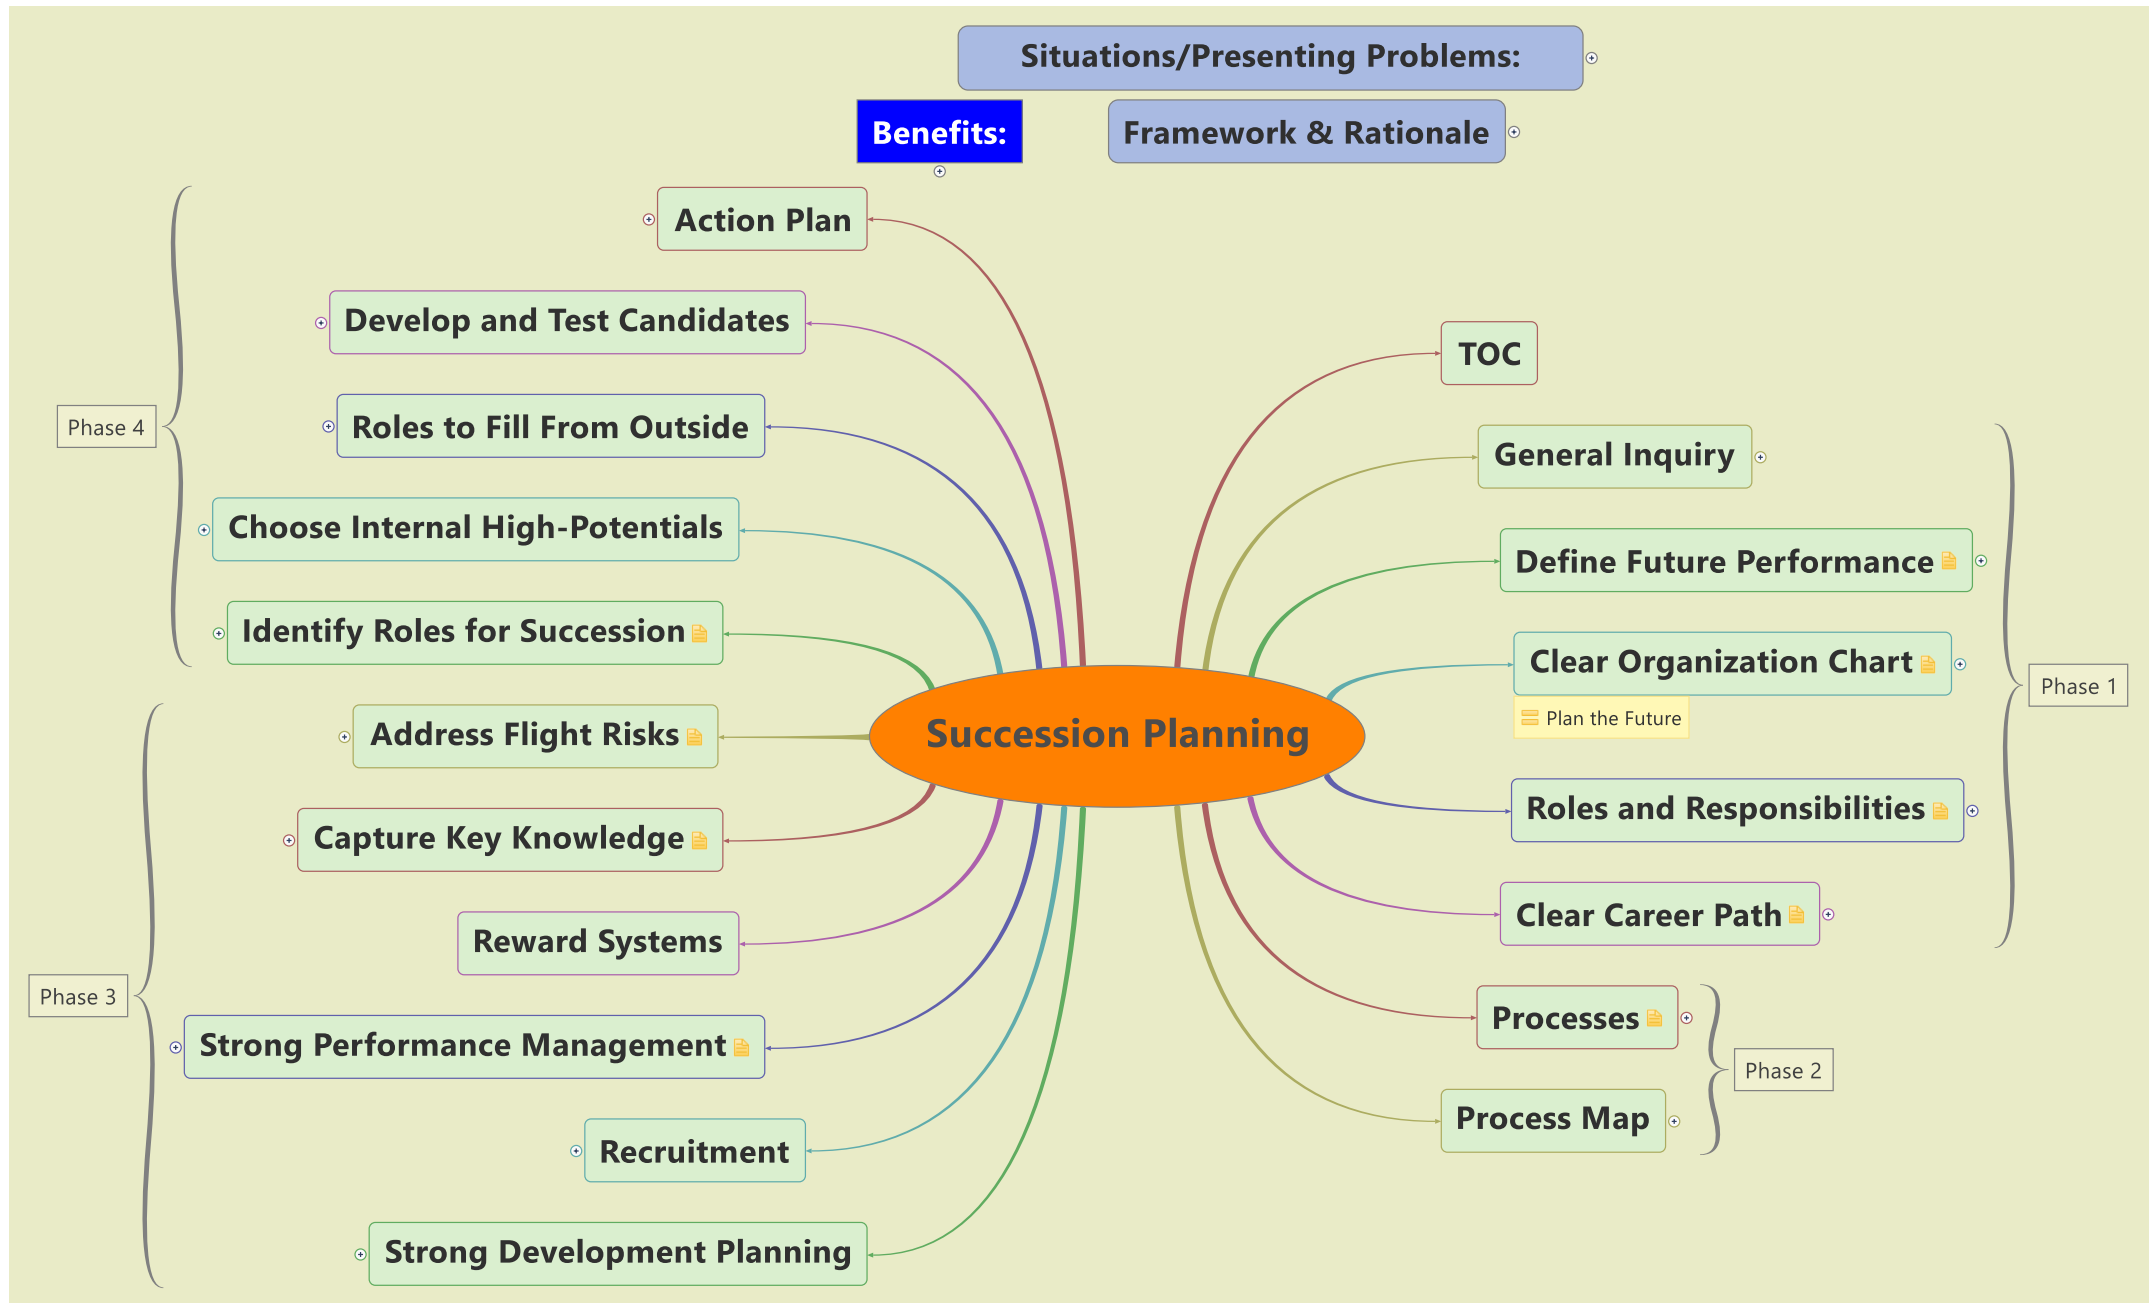 Situations/Presenting Problems:
Benefits:
Framework & Rationale
Action Plan
Develop and Test Candidates
Roles to Fill From Outside
Choose Internal High-Potentials
Identify Roles for Succession
Phase 4
Address Flight Risks
Capture Key Knowledge
Reward Systems
Strong Performance Management
Recruitment
Strong Development Planning
Phase 3
Succession Planning
TOC
General Inquiry
Define Future Performance
Clear Organization Chart
Plan the Future
Roles and Responsibilities
Clear Career Path
Phase 1
Processes
Process Map
Phase 2